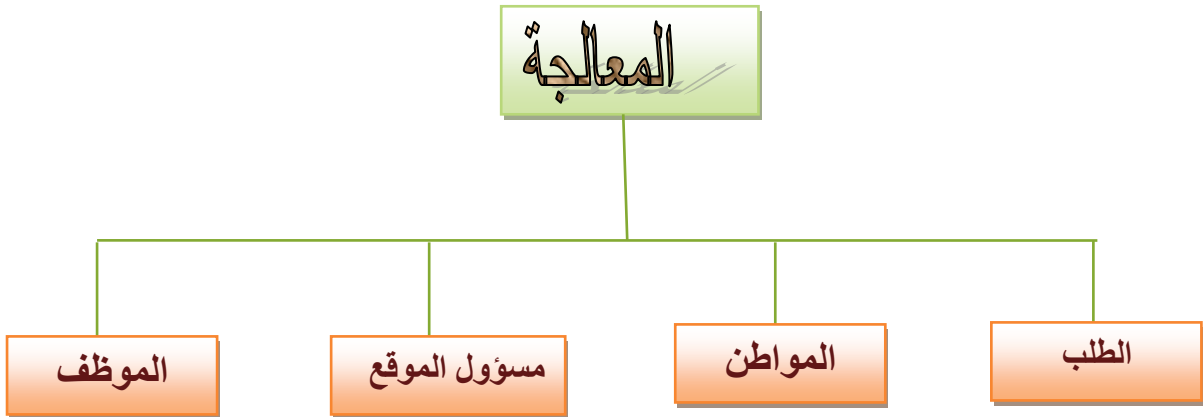 المعالجة
الطلب
المواطن
مسؤول الموقع
الموظف